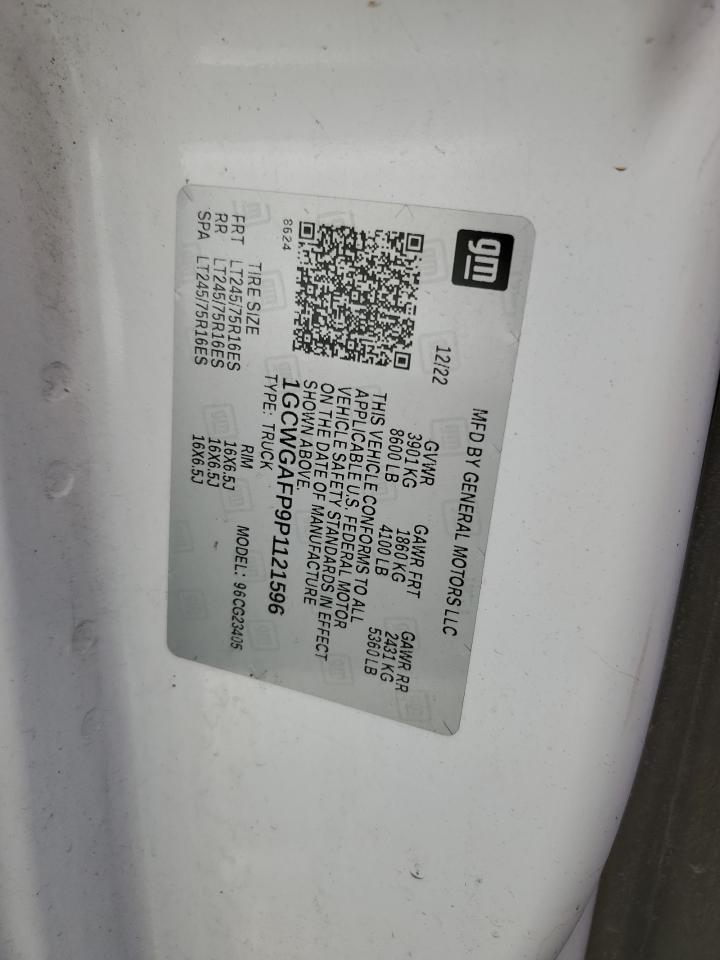 gm
MFD BY GENERAL MOTORS LLC
12/22
GVWR GAWR FRT GAWR RR
3901 KG 1860 KG 2431 KG
8600 LB 4100 LB 5360 LB
THIS VEHICLE CONFORMS TO ALL
APPLICABLE U.S. FEDERAL MOTOR
VEHICLE SAFETY STANDARDS IN EFFECT
ON THE DATE OF MANUFACTURE
SHOWN ABOVE.
8624
1GCWGAFP9P1121596
TYPE: TRUCK MODEL: 96CG23405
TIRE SIZE RIM
FRT LT245/75R16ES 16X6.5J
RR LT245/75R16ES 16X6.5J
SPA LT245/75R16ES 16X6.5J